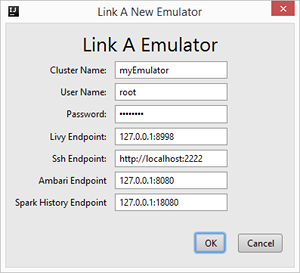 Link A New Emulator
Link A Emulator
Cluster Name: myEmulator
User Name: root
Password: ••••••••
Livy Endpoint: 127.0.0.1:8998
Ssh Endpoint: http://localhost:2222
Ambari Endpoint 127.0.0.1:8080
Spark History Endpoint 127.0.0.1:18080
OK Cancel